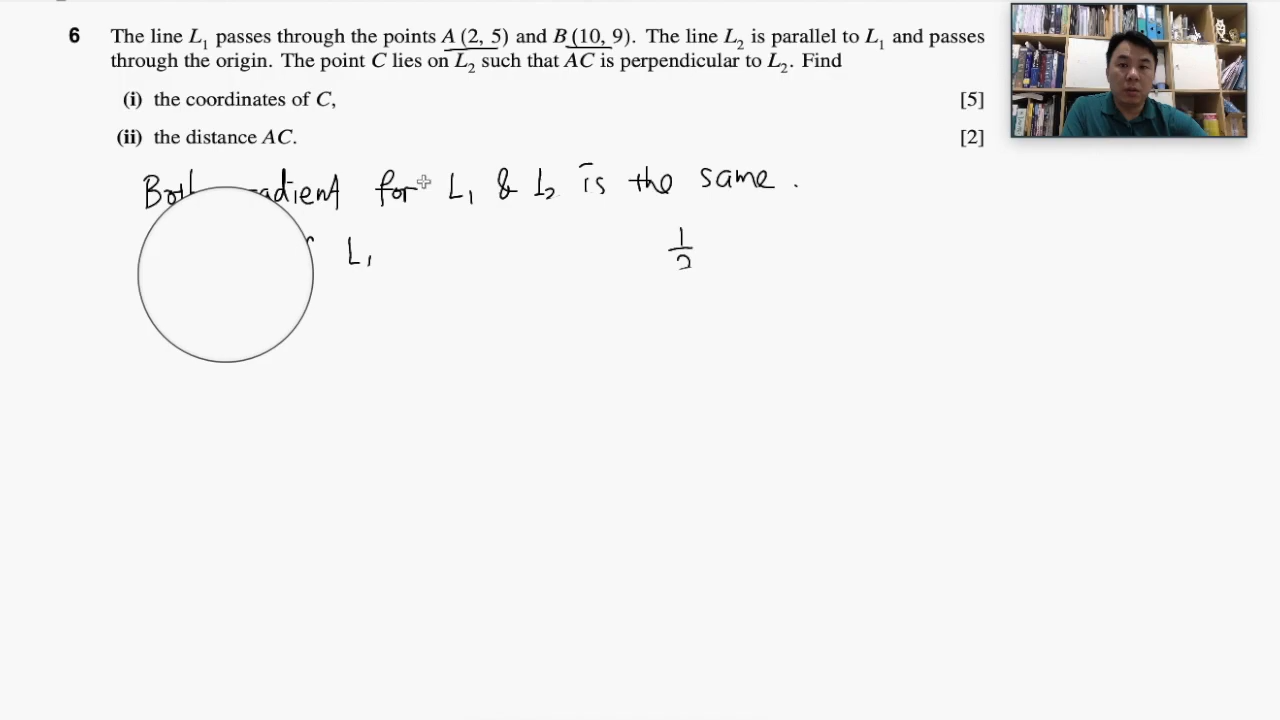 6 The line L₁ passes through the points A (2, 5) and B (10, 9). The line L₂ is parallel to L₁ and passes
through the origin. The point C lies on L₂ such that AC is perpendicular to L₂. Find
(i) the coordinates of C, [5]
(ii) the distance AC. [2]
for L₁ & L₂ is the same .
L₁ 1/2